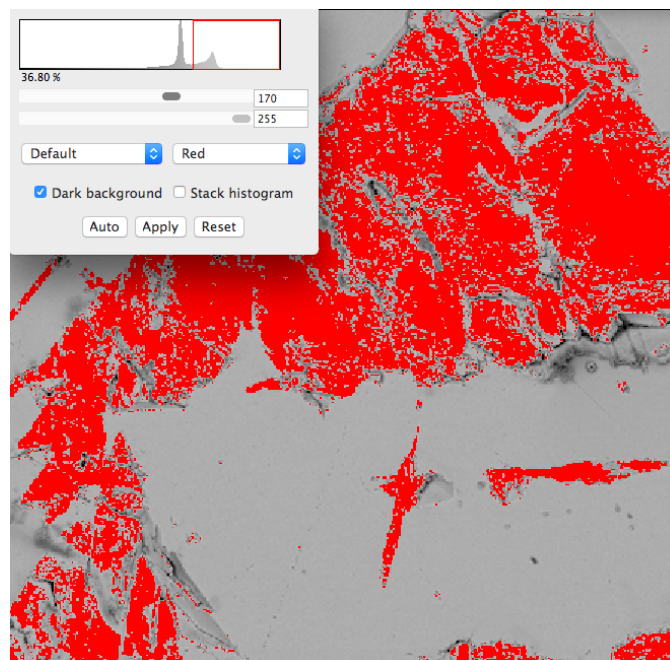 36.80 %
170
255
Default Red
Dark background Stack histogram
Auto Apply Reset